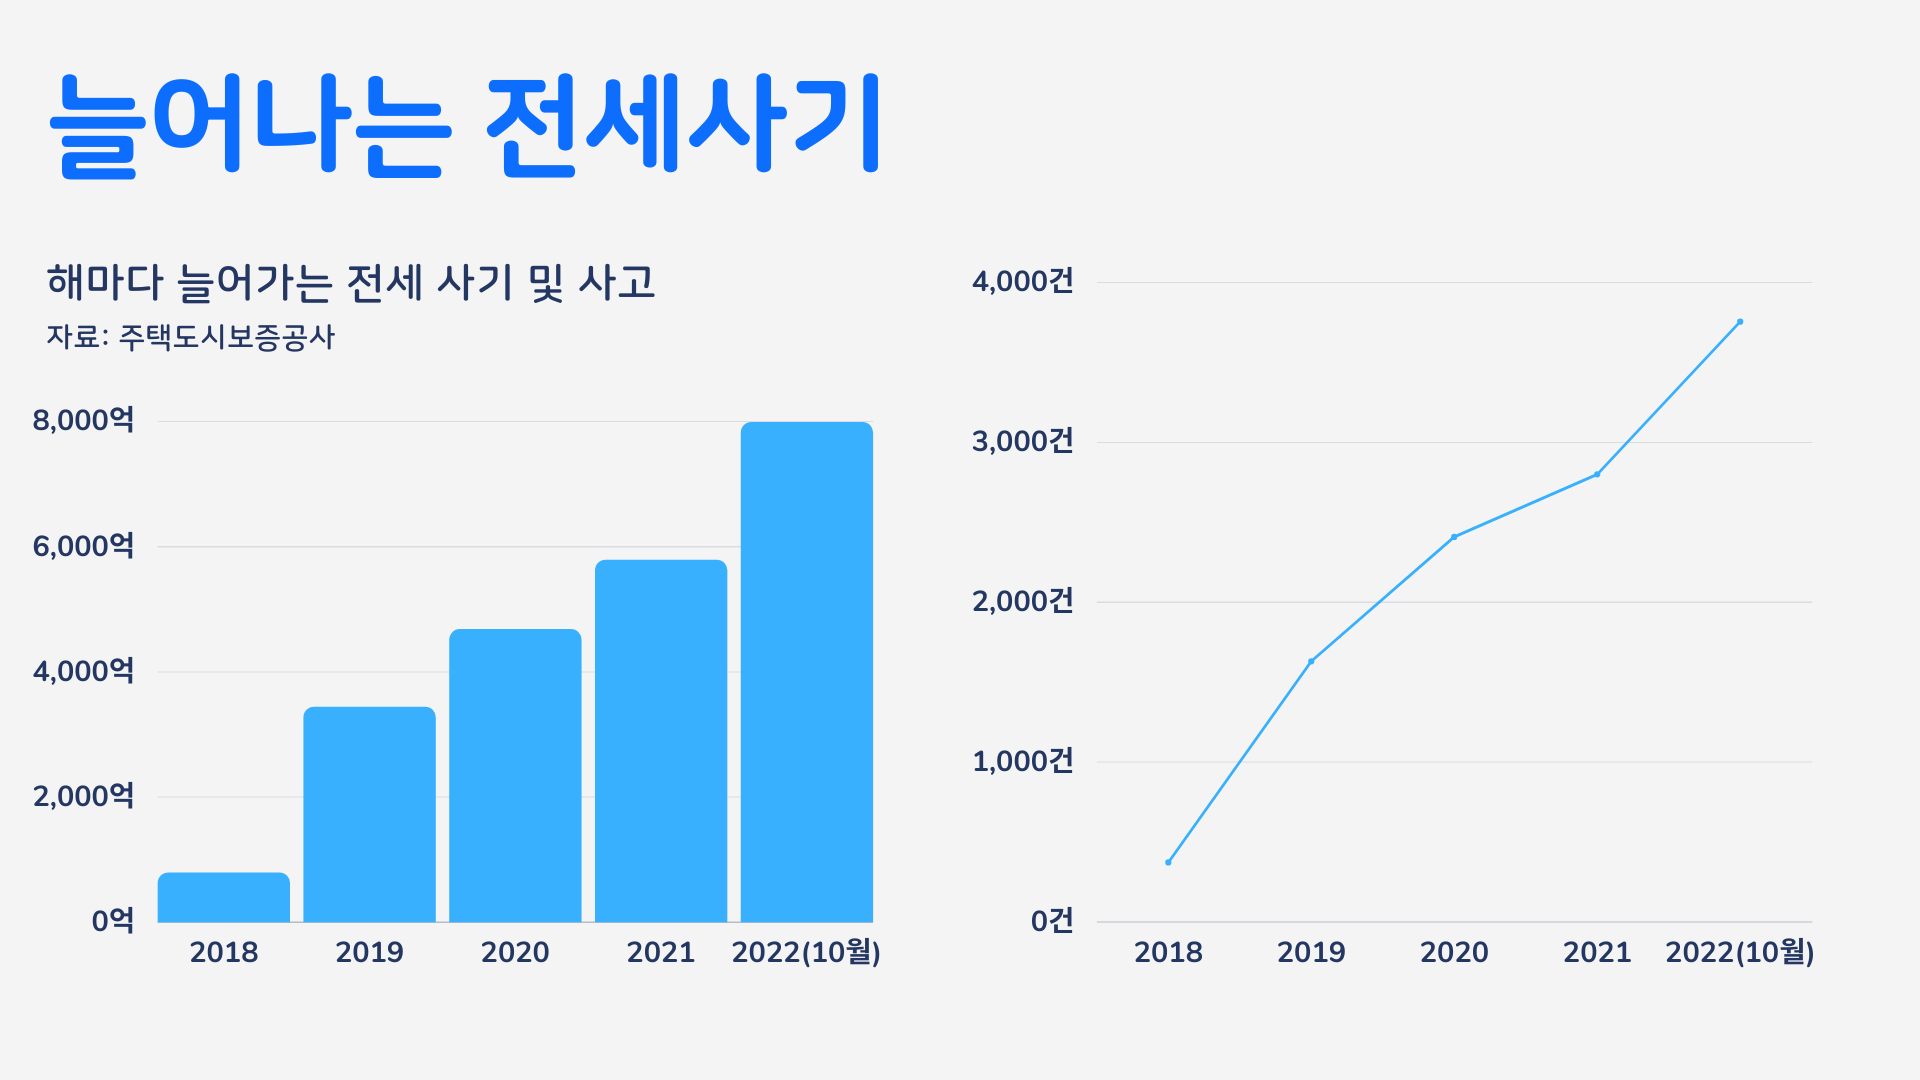 늘어나는 전세사기
해마다 늘어가는 전세 사기 및 사고
자료: 주택도시보증공사
8,000억
6,000억
4,000억
2,000억
0억
2018 2019 2020 2021 2022(10월)
4,000건
3,000건
2,000건
1,000건
0건
2018 2019 2020 2021 2022(10월)